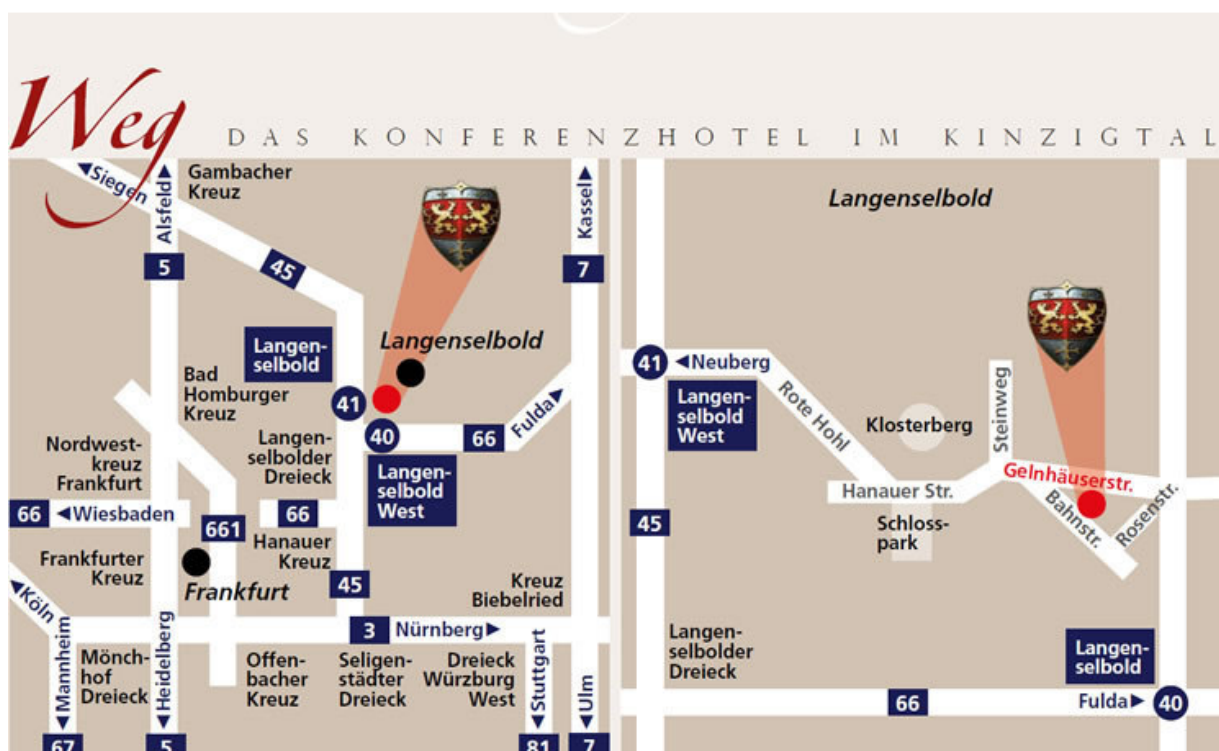 Weg
DAS KONFERENZHOTEL IM KINZIGTAL
Siegen
Alsfeld
Gambacher
Kreuz
Kassel
5
45
7
Langen-
selbold
Langenselbold
Bad
Homburger
Kreuz
41
40
66
Fulda
Nordwest-
kreuz
Frankfurt
Langen-
selbolder
Dreieck
Langen-
selbold
West
66
Wiesbaden
661
66
Hanauer
Kreuz
Frankfurter
Kreuz
Frankfurt
45
Kreuz
Biebelried
Köln
3
Nürnberg
Mannheim
Mönch-
hof
Dreieck
Heidelberg
Offen-
bacher
Kreuz
Seligen-
städter
Dreieck
Dreieck
Würzburg
West
Stuttgart
Ulm
67
5
81
7
Langenselbold
41
Neuberg
Langen-
selbold
West
Rote Hohl
Klosterberg
Steinweg
Gelnhäuserstr.
Hanauer Str.
Bahnstr.
Rosenstr.
Schloss-
park
45
Langen-
selbolder
Dreieck
Langen-
selbold
66
Fulda
40